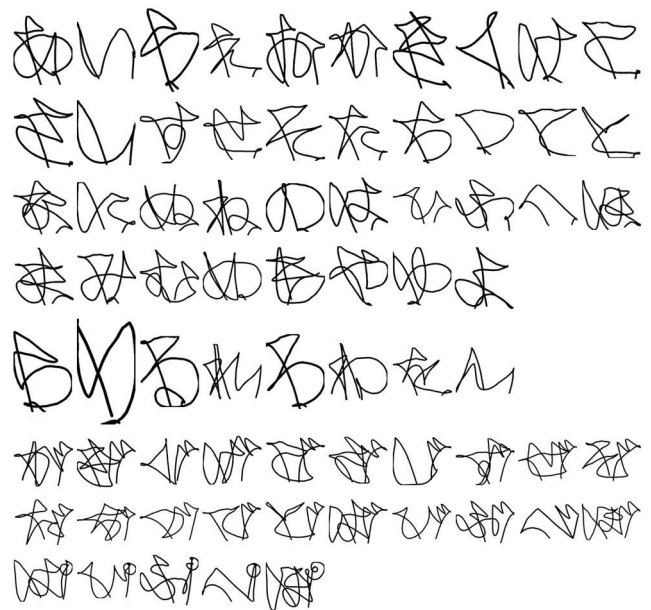 あいうえおかきくけこ
さしすせそたちつてと
なにぬねのはひふへほ
まみむめもやゆよ
らりるれろわをん
がぎぐげござじずぜぞ
だぢづでどばびぶべぼ
ぱぴぷぺぽ